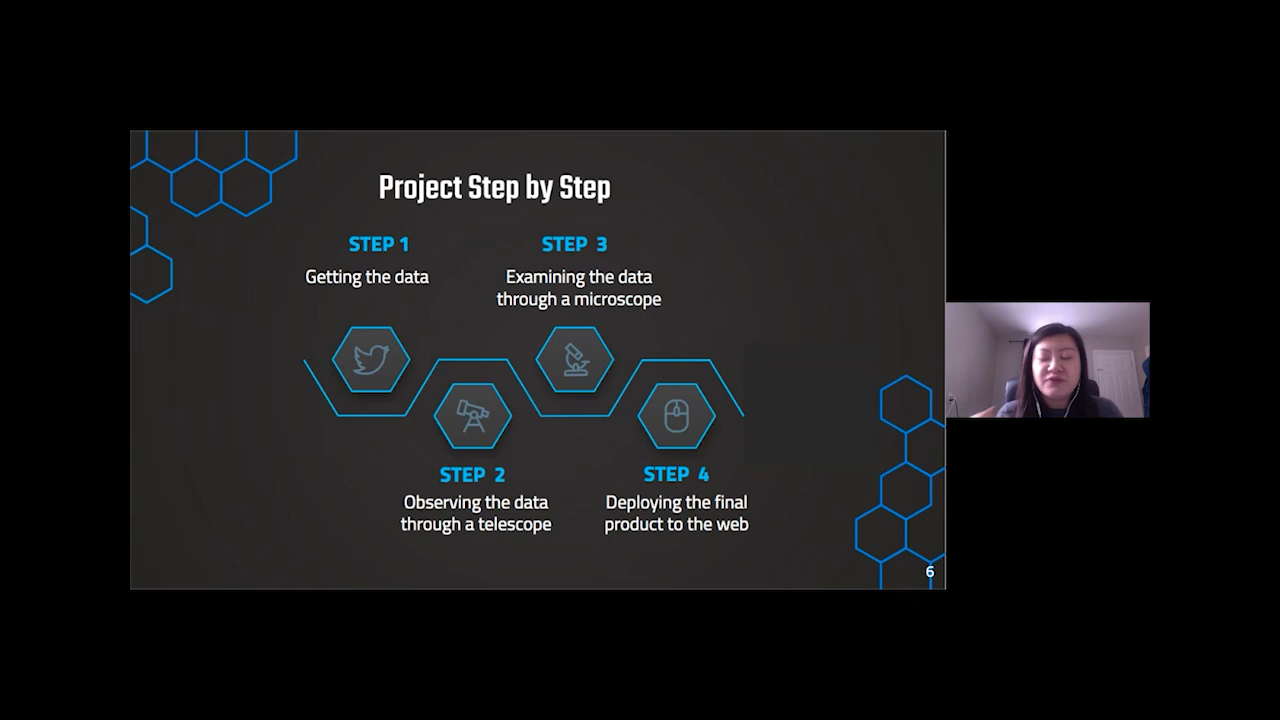 Project Step by Step
STEP 1
Getting the data
STEP 3
Examining the data
through a microscope
STEP 2
Observing the data
through a telescope
STEP 4
Deploying the final
product to the web
6